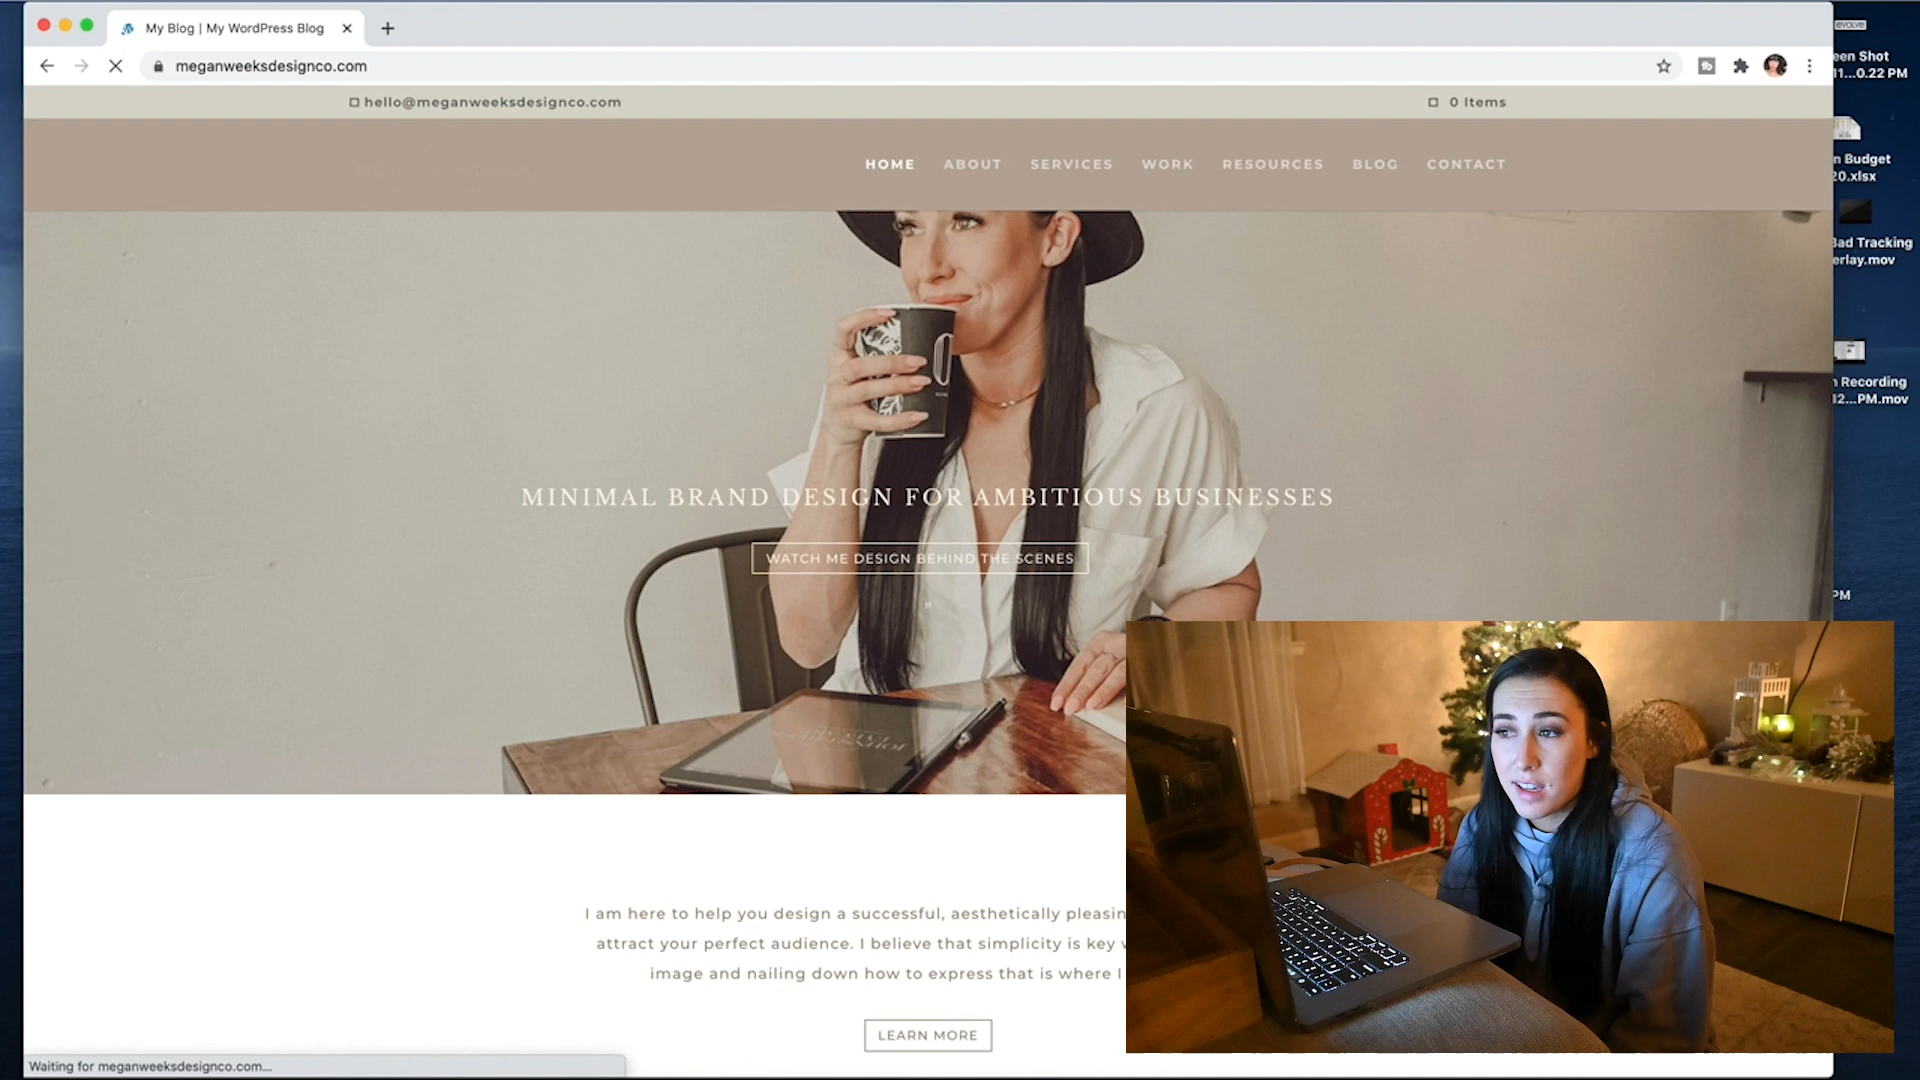 My Blog | My WordPress Blog
meganweeksdesignco.com
hello@meganweeksdesignco.com
0 Items
HOME ABOUT SERVICES WORK RESOURCES BLOG CONTACT
MINIMAL BRAND DESIGN FOR AMBITIOUS BUSINESSES
WATCH ME DESIGN BEHIND THE SCENES
I am here to help you design a successful, aesthetically pleasin
attract your perfect audience. I believe that simplicity is key
image and nailing down how to express that is where I
LEARN MORE
Waiting for meganweeksdesignco.com...
evolve
een Shot
11...0.22 PM
n Budget
20.xlsx
Bad Tracking
erlay.mov
n Recording
12...PM.mov
PM